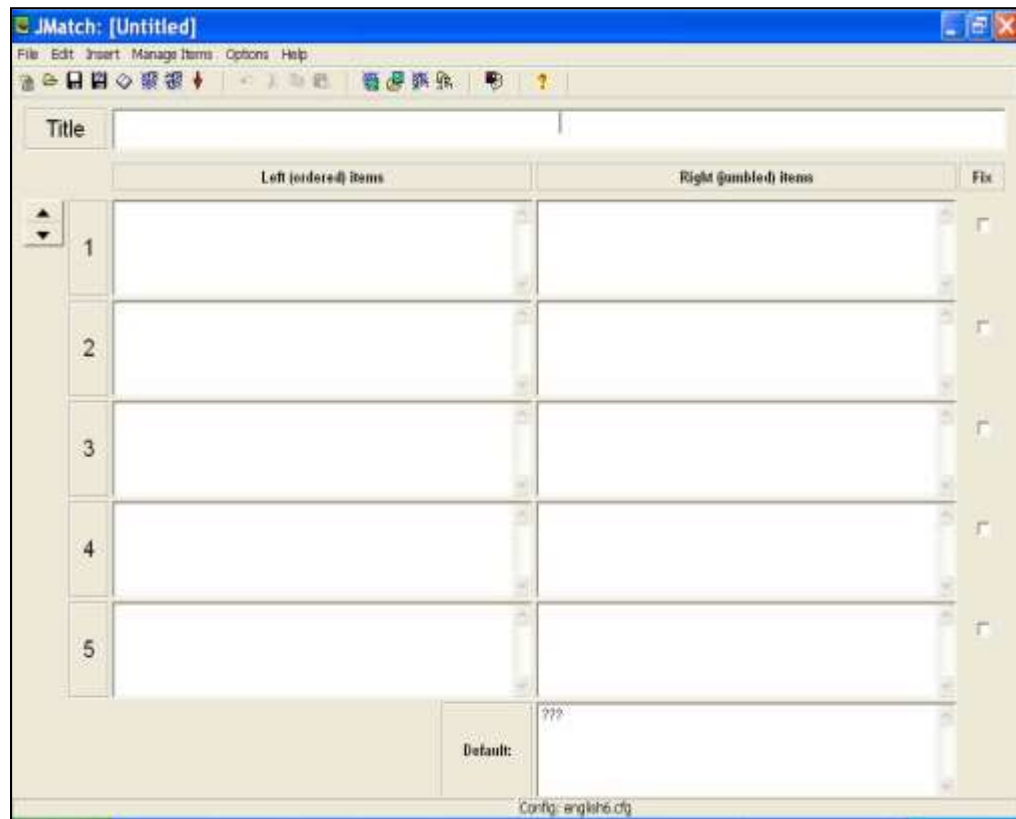 JMatch: [Untitled]
File Edit Insert Manage Items Options Help
Title
Left (ordered) items Right (jumbled) items Fix
1
2
3
4
5
???
Default:
Config: english6.cfg